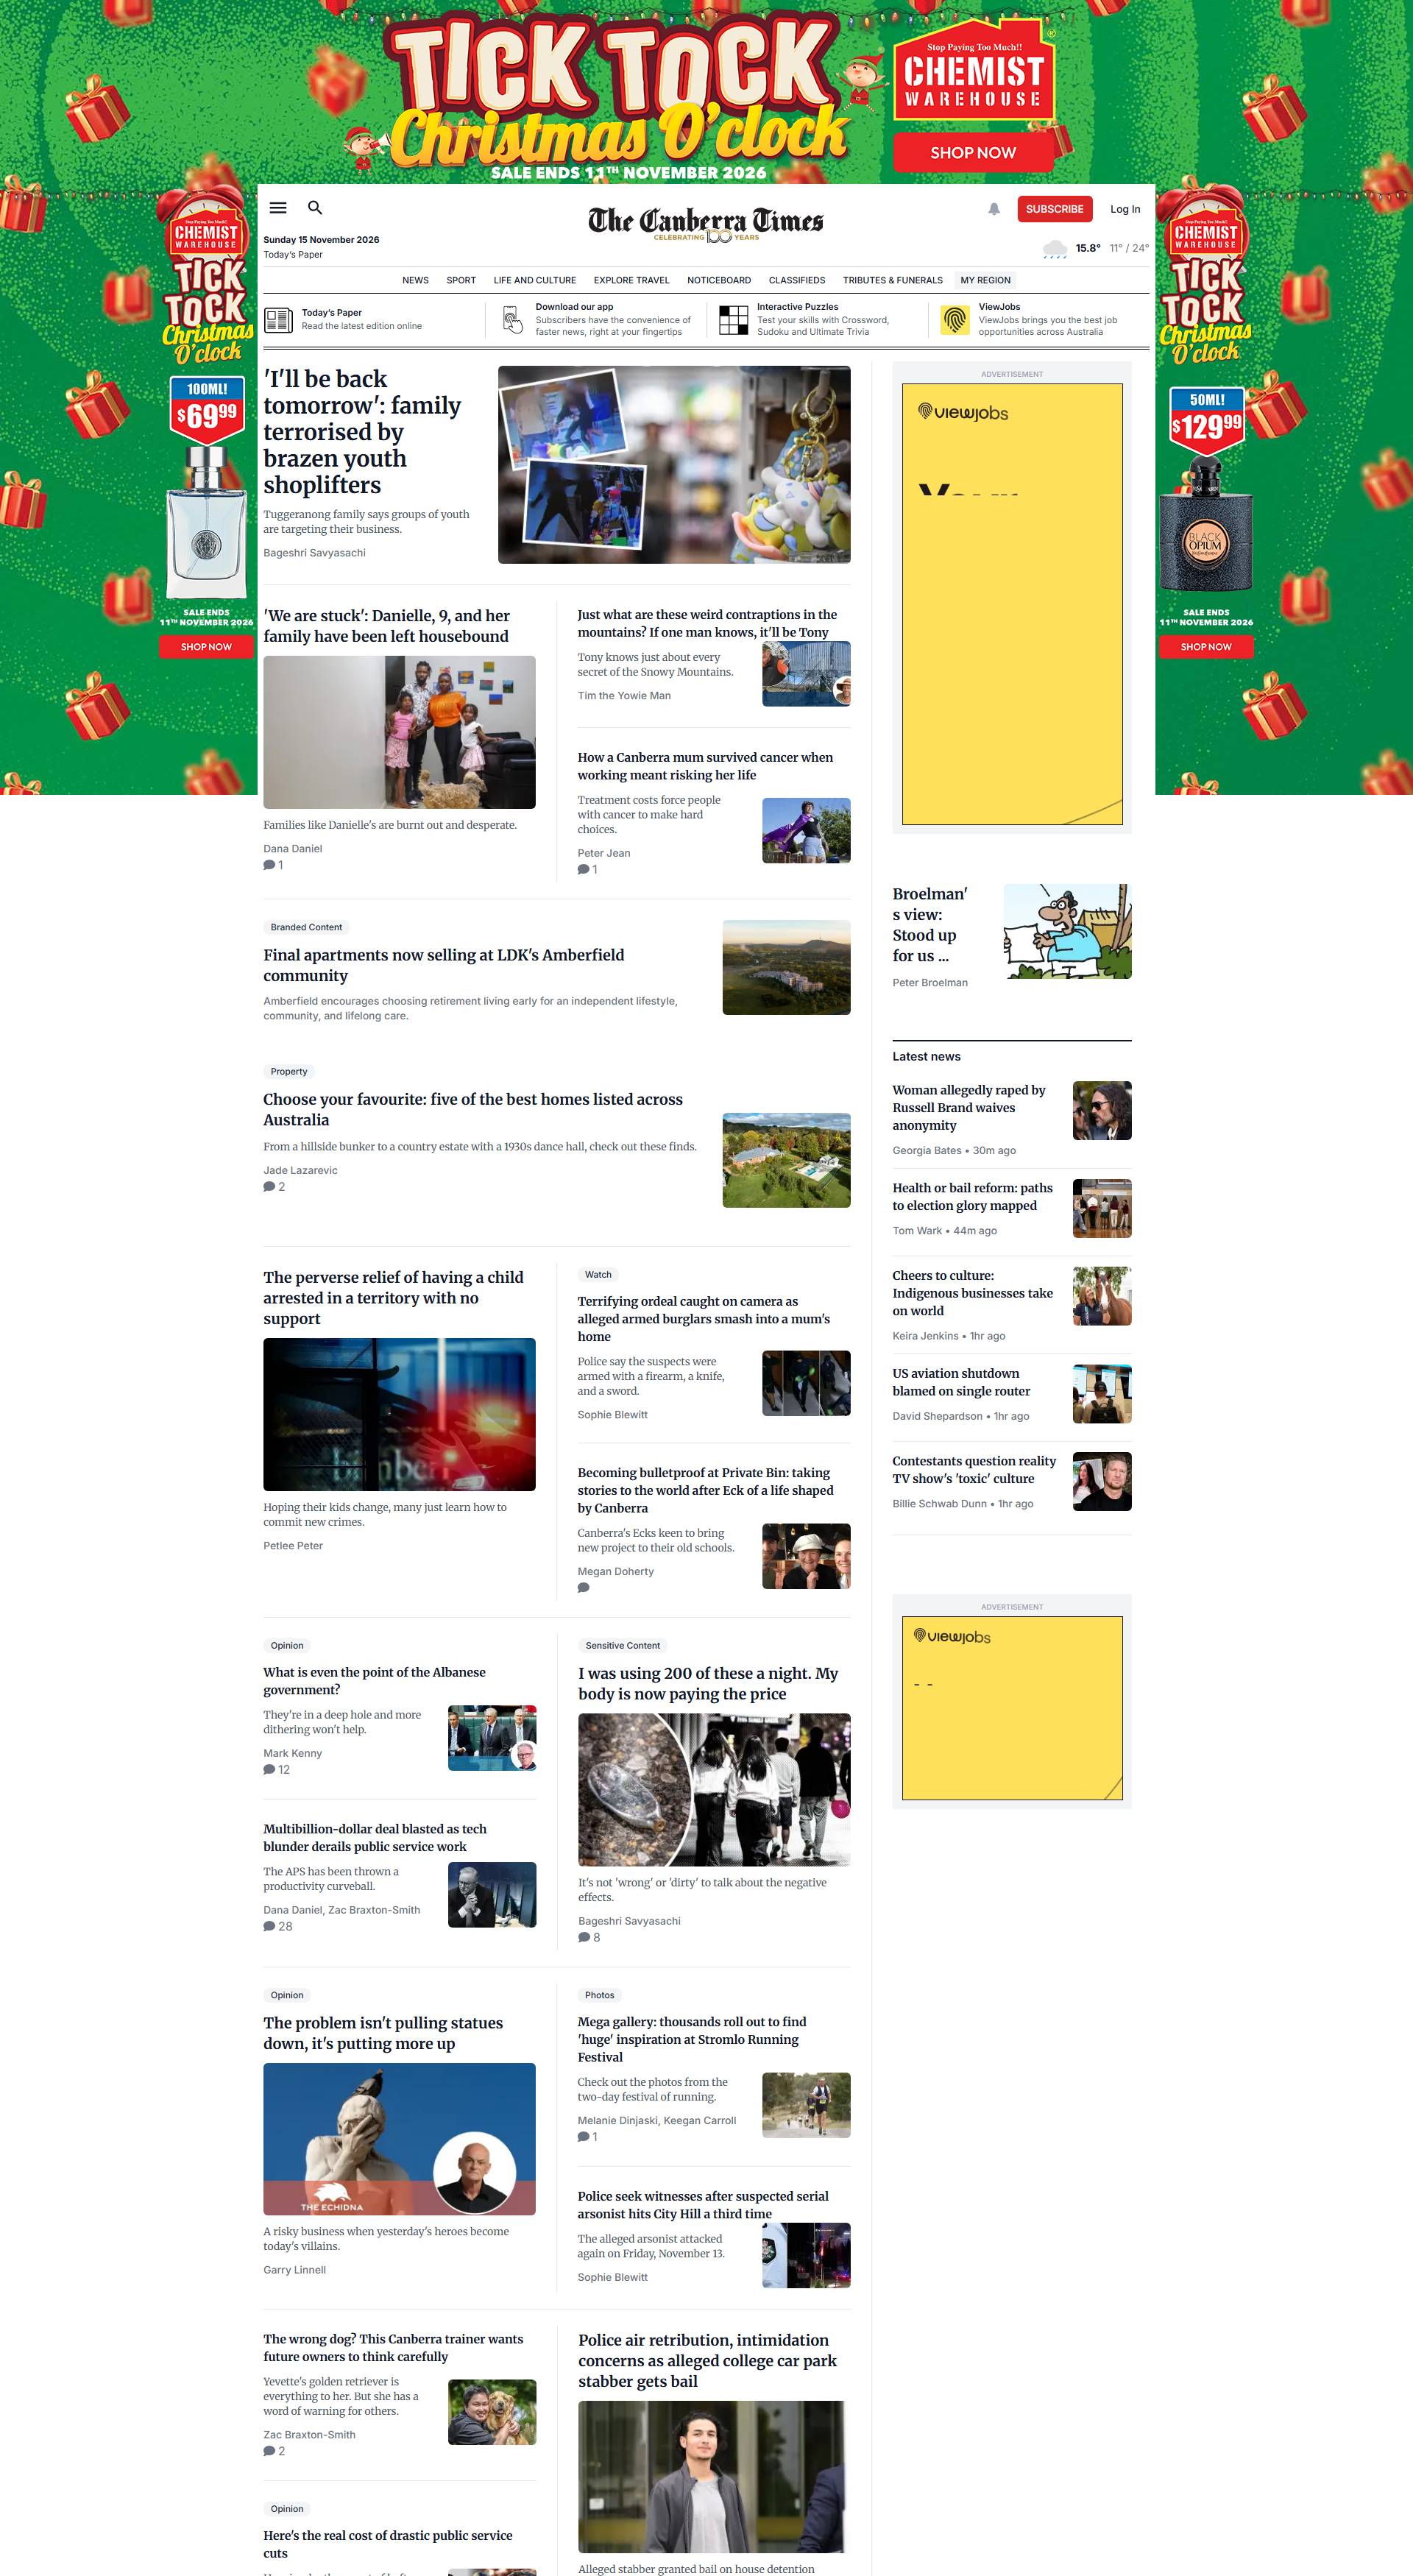 TICK TOCK
Christmas O'clock
SALE ENDS 11TH NOVEMBER 2026
Stop Paying Too Much!!
CHEMIST
WAREHOUSE
®
SHOP NOW
Stop Paying Too Much!!
CHEMIST
WAREHOUSE
TICK
TOCK
Christmas
O'clock
100ML!
$69.99
SALE ENDS
11TH NOVEMBER 2026
SHOP NOW
Stop Paying Too Much!!
CHEMIST
WAREHOUSE
TICK
TOCK
Christmas
O'clock
50ML!
$129.99
BLACK
OPIUM
SALE ENDS
11TH NOVEMBER 2026
SHOP NOW
The Canberra Times
CELEBRATING 100 YEARS
SUBSCRIBE
Log In
Sunday 15 November 2026
Today's Paper
15.8° 11° / 24°
NEWS SPORT LIFE AND CULTURE EXPLORE TRAVEL NOTICEBOARD CLASSIFIEDS TRIBUTES & FUNERALS MY REGION
Today's Paper
Read the latest edition online
Download our app
Subscribers have the convenience of
faster news, right at your fingertips
Interactive Puzzles
Test your skills with Crossword,
Sudoku and Ultimate Trivia
ViewJobs
ViewJobs brings you the best job
opportunities across Australia
'I'll be back
tomorrow': family
terrorised by
brazen youth
shoplifters
Tuggeranong family says groups of youth
are targeting their business.
Bageshri Savyasachi
'We are stuck': Danielle, 9, and her
family have been left housebound
Families like Danielle's are burnt out and desperate.
Dana Daniel
1
Just what are these weird contraptions in the
mountains? If one man knows, it'll be Tony
Tony knows just about every
secret of the Snowy Mountains.
Tim the Yowie Man
How a Canberra mum survived cancer when
working meant risking her life
Treatment costs force people
with cancer to make hard
choices.
Peter Jean
1
Branded Content
Final apartments now selling at LDK's Amberfield
community
Amberfield encourages choosing retirement living early for an independent lifestyle,
community, and lifelong care.
Property
Choose your favourite: five of the best homes listed across
Australia
From a hillside bunker to a country estate with a 1930s dance hall, check out these finds.
Jade Lazarevic
2
The perverse relief of having a child
arrested in a territory with no
support
Hoping their kids change, many just learn how to
commit new crimes.
Petlee Peter
Watch
Terrifying ordeal caught on camera as
alleged armed burglars smash into a mum's
home
Police say the suspects were
armed with a firearm, a knife,
and a sword.
Sophie Blewitt
Becoming bulletproof at Private Bin: taking
stories to the world after Eck of a life shaped
by Canberra
Canberra's Ecks keen to bring
new project to their old schools.
Megan Doherty
Opinion
What is even the point of the Albanese
government?
They're in a deep hole and more
dithering won't help.
Mark Kenny
12
Multibillion-dollar deal blasted as tech
blunder derails public service work
The APS has been thrown a
productivity curveball.
Dana Daniel, Zac Braxton-Smith
28
Sensitive Content
I was using 200 of these a night. My
body is now paying the price
It's not 'wrong' or 'dirty' to talk about the negative
effects.
Bageshri Savyasachi
8
Opinion
The problem isn't pulling statues
down, it's putting more up
THE ECHIDNA
A risky business when yesterday's heroes become
today's villains.
Garry Linnell
Photos
Mega gallery: thousands roll out to find
'huge' inspiration at Stromlo Running
Festival
Check out the photos from the
two-day festival of running.
Melanie Dinjaski, Keegan Carroll
1
Police seek witnesses after suspected serial
arsonist hits City Hill a third time
The alleged arsonist attacked
again on Friday, November 13.
Sophie Blewitt
The wrong dog? This Canberra trainer wants
future owners to think carefully
Yevette's golden retriever is
everything to her. But she has a
word of warning for others.
Zac Braxton-Smith
2
Opinion
Here's the real cost of drastic public service
cuts
Police air retribution, intimidation
concerns as alleged college car park
stabber gets bail
Alleged stabber granted bail on house detention
ADVERTISEMENT
viewjobs
Broelman'
s view:
Stood up
for us ...
Peter Broelman
Latest news
Woman allegedly raped by
Russell Brand waives
anonymity
Georgia Bates • 30m ago
Health or bail reform: paths
to election glory mapped
Tom Wark • 44m ago
Cheers to culture:
Indigenous businesses take
on world
Keira Jenkins • 1hr ago
US aviation shutdown
blamed on single router
David Shepardson • 1hr ago
Contestants question reality
TV show's 'toxic' culture
Billie Schwab Dunn • 1hr ago
ADVERTISEMENT
viewjobs